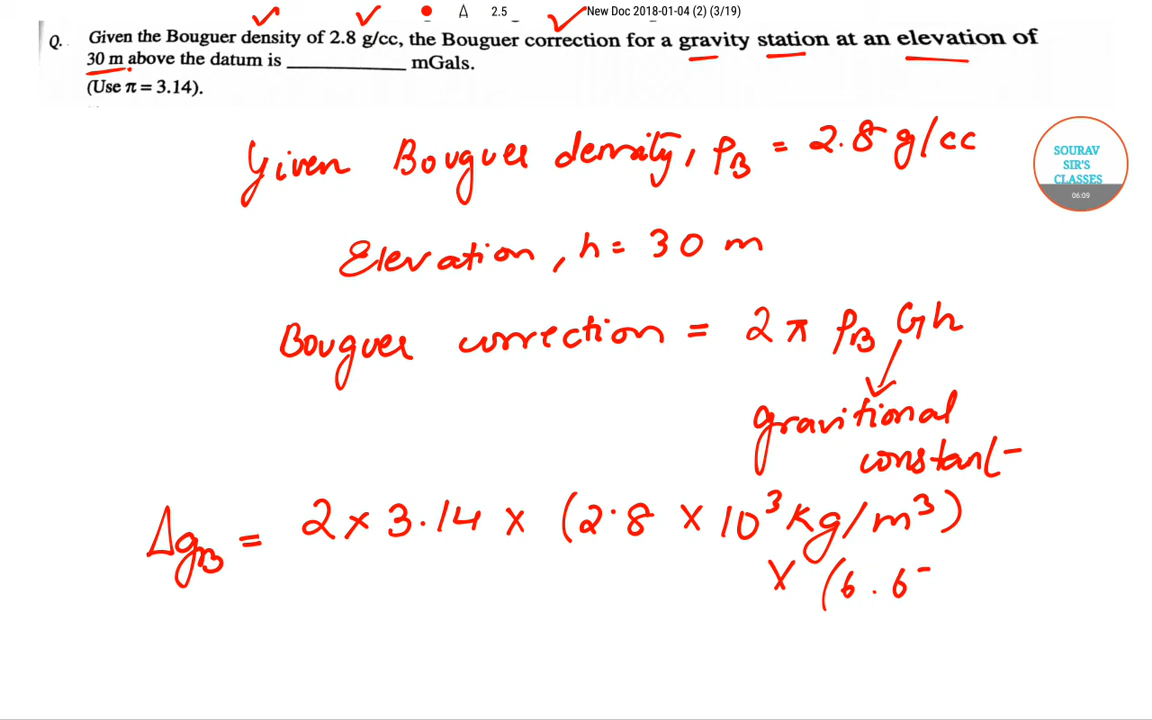 A 2.5 New Doc 2018-01-04 (2) (3/19)
Q. Given the Bouguer density of 2.8 g/cc, the Bouguer correction for a gravity station at an elevation of
30 m above the datum is __________ mGals.
(Use π = 3.14).
SOURAV
SIR'S
CLASSES
06:09
Given Bouguer density, ρB = 2.8 g/cc
Elevation, h = 30 m
Bouguer correction = 2 π ρB Gh
gravitional
constant
ΔgB = 2 x 3.14 x (2.8 x 10³ kg/m³)
x (6.6